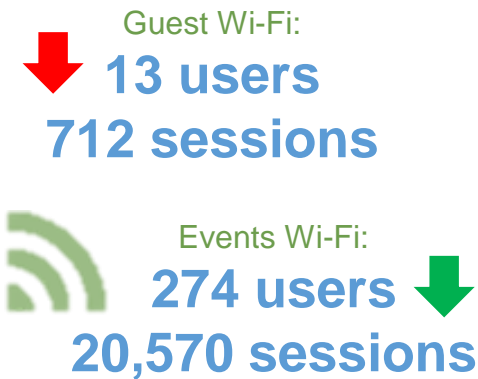 Guest Wi-Fi:
13 users
712 sessions
Events Wi-Fi:
274 users
20,570 sessions